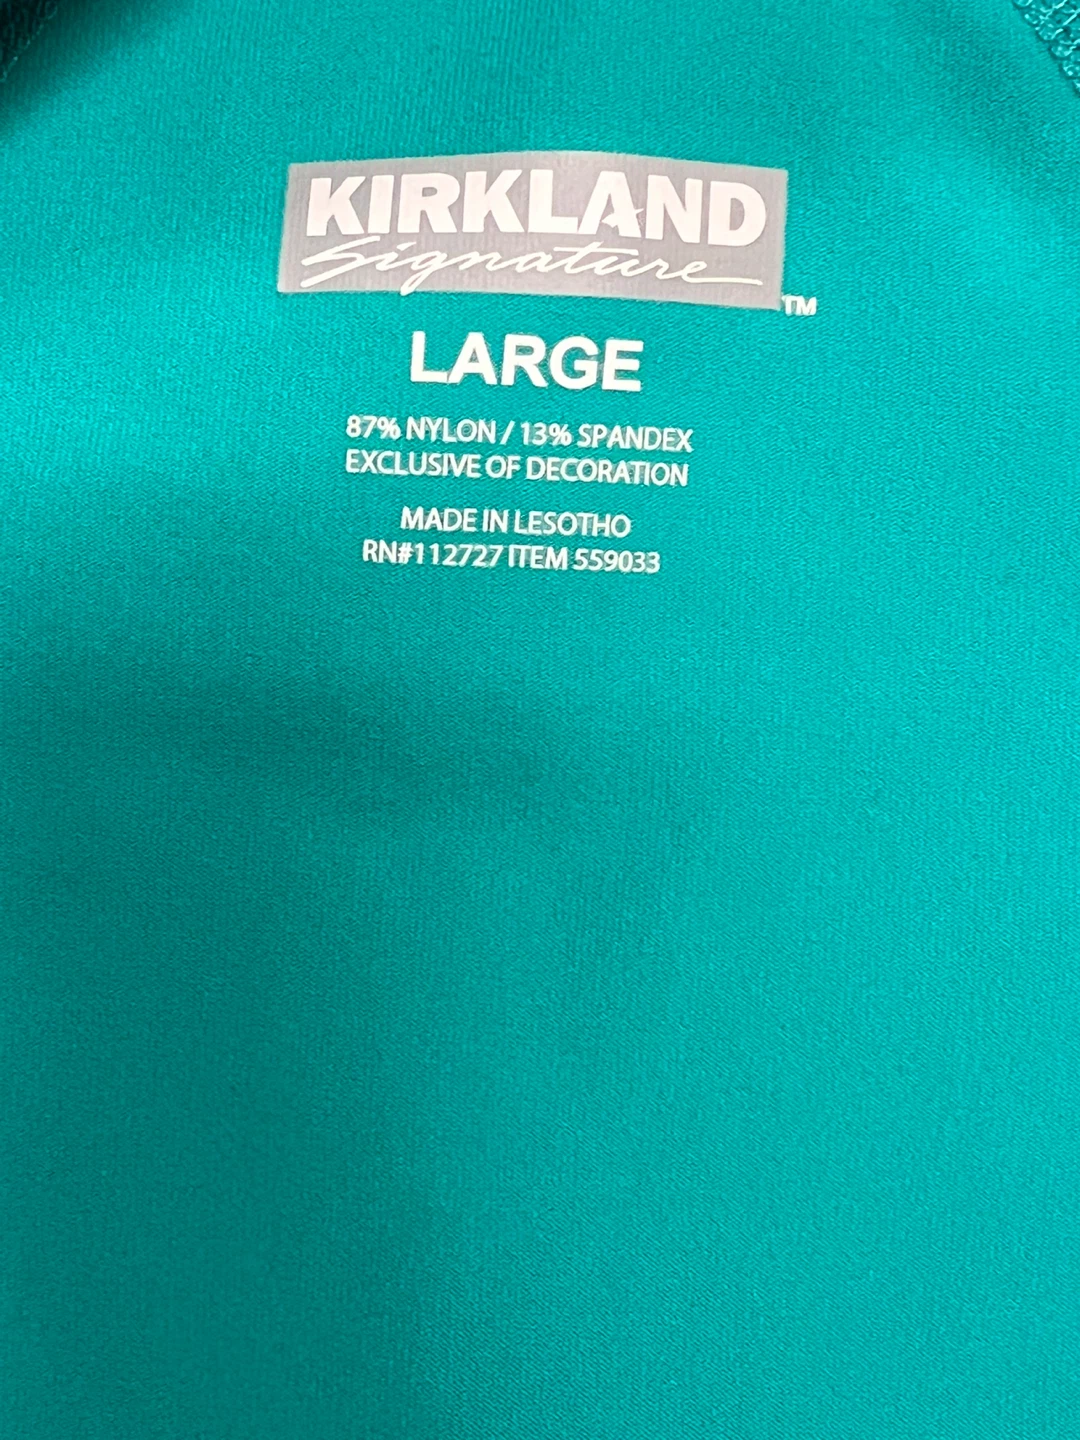 KIRKLAND
Signature
TM
LARGE
87% NYLON / 13% SPANDEX
EXCLUSIVE OF DECORATION
MADE IN LESOTHO
RN#112727 ITEM 559033